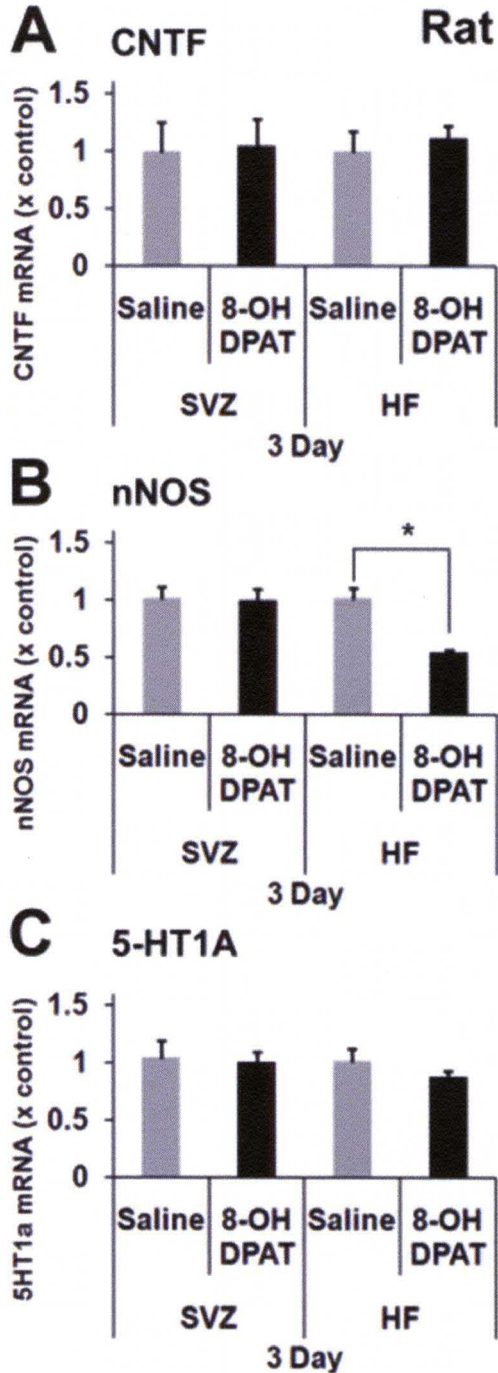 A CNTF Rat
CNTF mRNA (x control)
1.5
1
0.5
0
Saline 8-OH DPAT Saline 8-OH DPAT
SVZ HF
3 Day
B nNOS
nNOS mRNA (x control)
1.5
1
0.5
0
*
Saline 8-OH DPAT Saline 8-OH DPAT
SVZ HF
3 Day
C 5-HT1A
5HT1a mRNA (x control)
1.5
1
0.5
0
Saline 8-OH DPAT Saline 8-OH DPAT
SVZ HF
3 Day